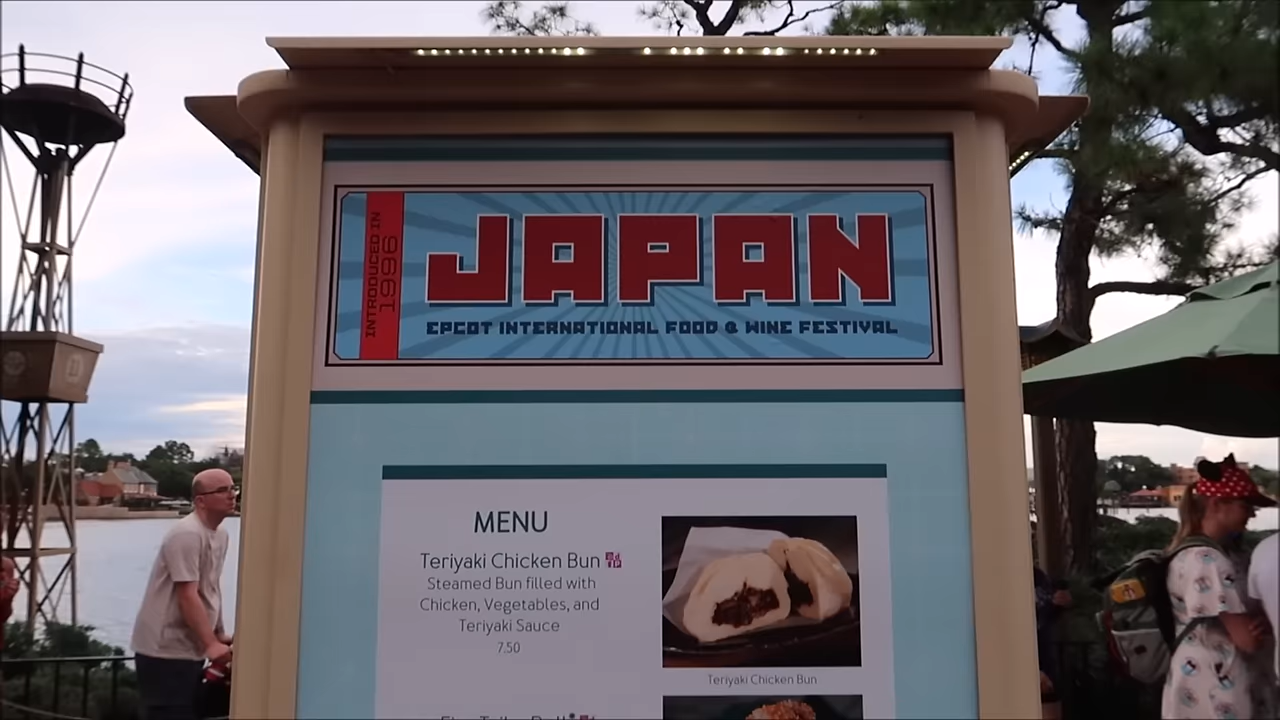 INTRODUCED IN
1996
JAPAN
EPCOT INTERNATIONAL FOOD & WINE FESTIVAL
MENU
Teriyaki Chicken Bun
Steamed Bun filled with
Chicken, Vegetables, and
Teriyaki Sauce
7.50
Teriyaki Chicken Bun